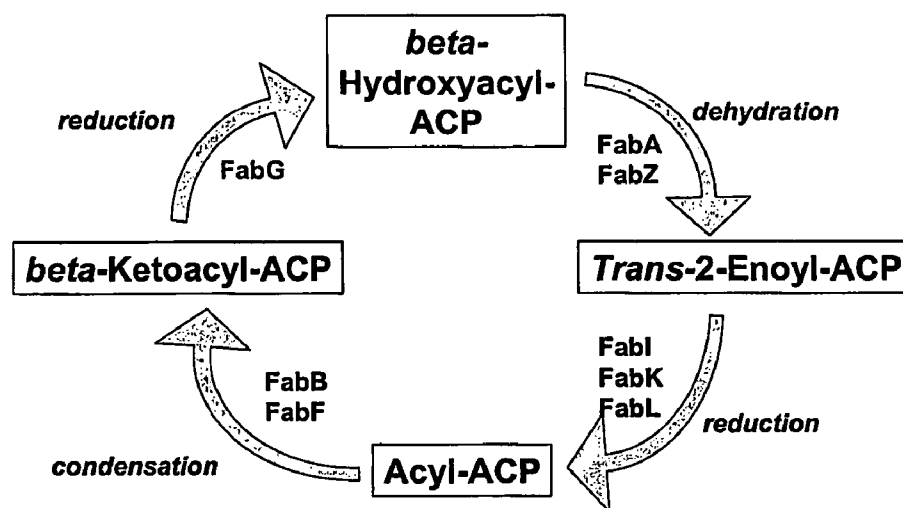 beta-
Hydroxyacyl-
ACP
reduction
dehydration
FabG
FabA
FabZ
beta-Ketoacyl-ACP
Trans-2-Enoyl-ACP
FabB
FabF
FabI
FabK
FabL
condensation
Acyl-ACP
reduction